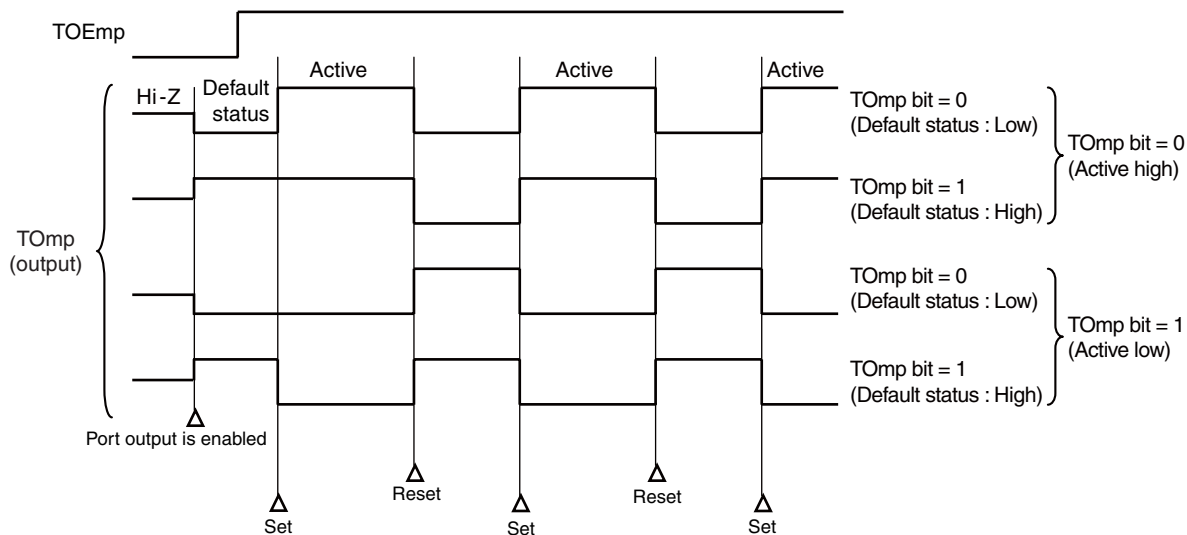 TOEmp
Active
Active
Active
Hi-Z
Default
status
TOmp bit = 0
(Default status : Low)
TOmp bit = 0
(Active high)
TOmp bit = 1
(Default status : High)
TOmp
(output)
TOmp bit = 0
(Default status : Low)
TOmp bit = 1
(Active low)
TOmp bit = 1
(Default status : High)
Port output is enabled
Reset
Reset
Set
Set
Set